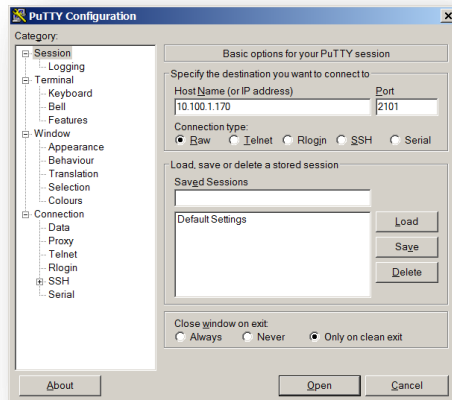 PuTTY Configuration
Category:
Session
Logging
Terminal
Keyboard
Bell
Features
Window
Appearance
Behaviour
Translation
Selection
Colours
Connection
Data
Proxy
Telnet
Rlogin
SSH
Serial
Basic options for your PuTTY session
Specify the destination you want to connect to
Host Name (or IP address) Port
10.100.1.170 2101
Connection type:
Raw Telnet Rlogin SSH Serial
Load, save or delete a stored session
Saved Sessions
Default Settings
Load
Save
Delete
Close window on exit:
Always Never Only on clean exit
About Open Cancel